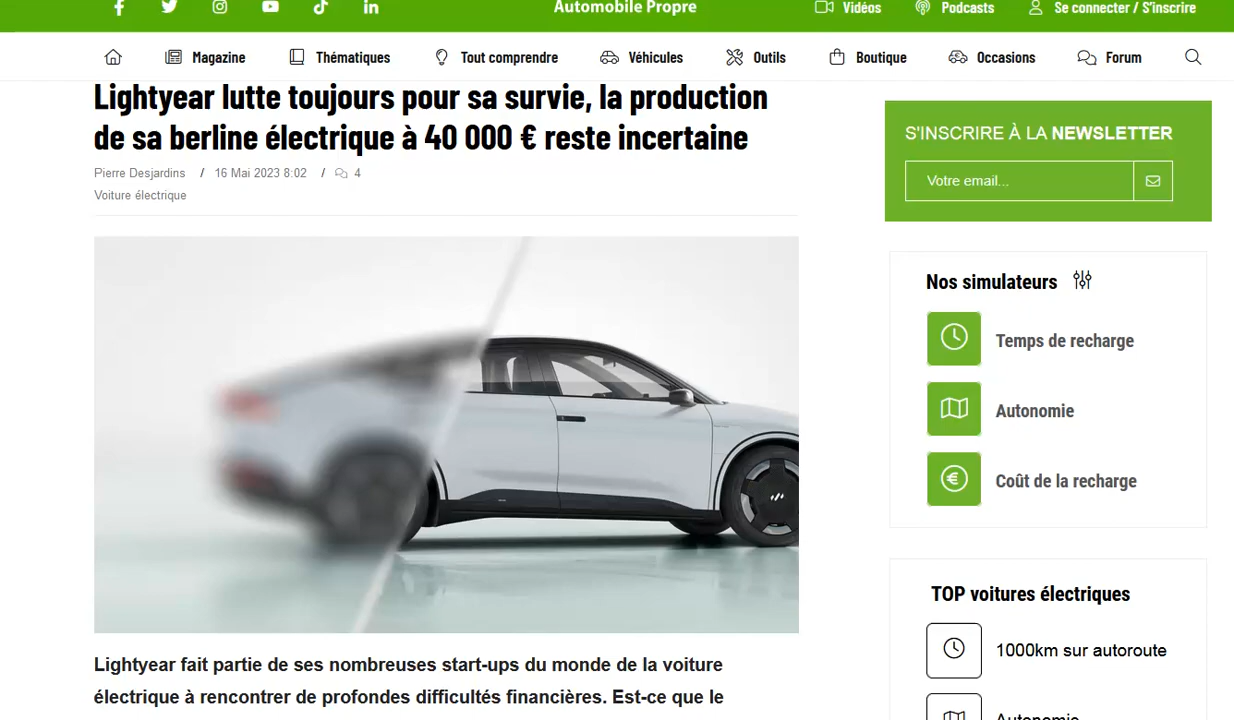 Automobile Propre
Vidéos
Podcasts
Se connecter / S'inscrire
Magazine
Thématiques
Tout comprendre
Véhicules
Outils
Boutique
Occasions
Forum
Lightyear lutte toujours pour sa survie, la production
de sa berline électrique à 40 000 € reste incertaine
Pierre Desjardins / 16 Mai 2023 8:02 / 4
Voiture électrique
Lightyear fait partie de ses nombreuses start-ups du monde de la voiture
électrique à rencontrer de profondes difficultés financières. Est-ce que le
S'INSCRIRE À LA NEWSLETTER
Votre email...
Nos simulateurs
Temps de recharge
Autonomie
Coût de la recharge
TOP voitures électriques
1000km sur autoroute
Autonomie